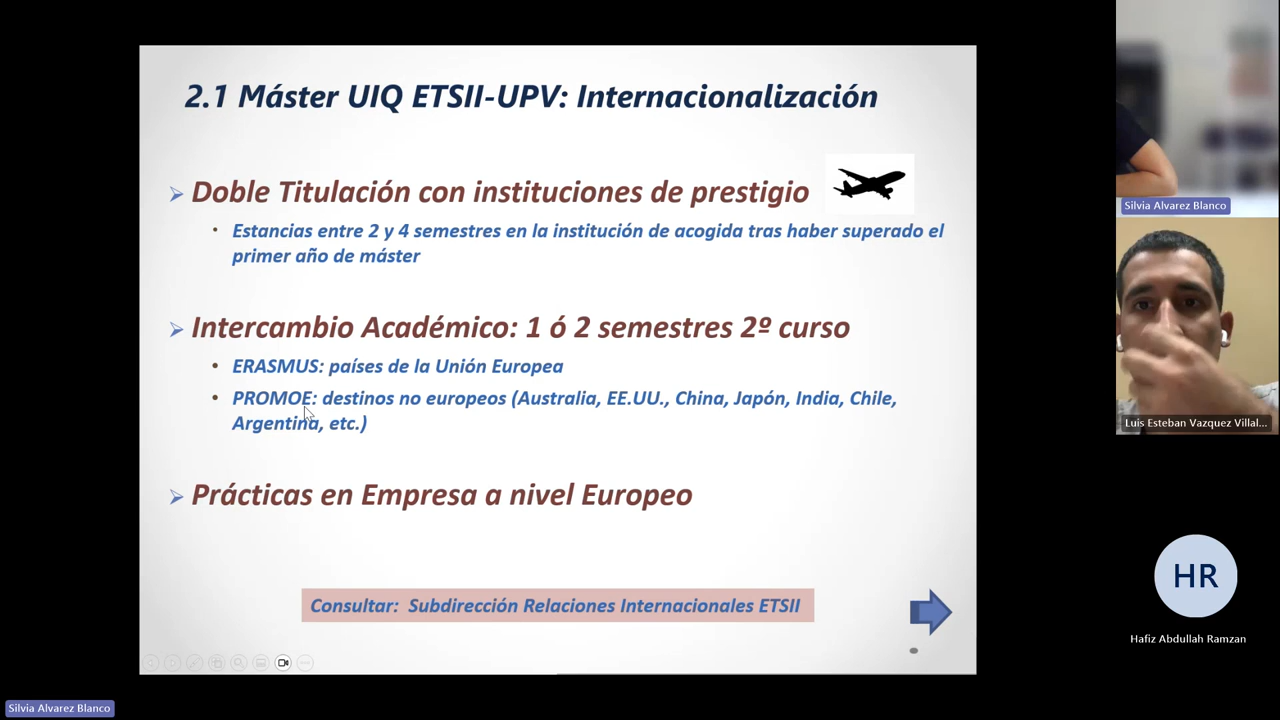 2.1 Máster UIQ ETSII-UPV: Internacionalización
Doble Titulación con instituciones de prestigio
Estancias entre 2 y 4 semestres en la institución de acogida tras haber superado el
primer año de máster
Intercambio Académico: 1 ó 2 semestres 2º curso
ERASMUS: países de la Unión Europea
PROMOE: destinos no europeos (Australia, EE.UU., China, Japón, India, Chile,
Argentina, etc.)
Prácticas en Empresa a nivel Europeo
Consultar: Subdirección Relaciones Internacionales ETSII
Silvia Alvarez Blanco
Luis Esteban Vazquez Villal...
HR
Hafiz Abdullah Ramzan
Silvia Alvarez Blanco